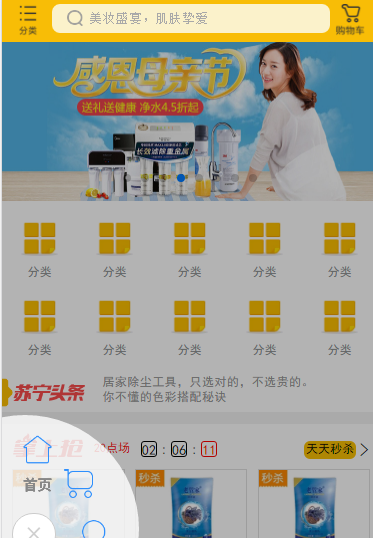 分类
美妆盛宴，肌肤挚爱
购物车
感恩母亲节
送礼送健康 净水4.5折起
长效滤除重金属
分类 分类 分类 分类 分类
分类 分类 分类 分类 分类
苏宁头条
居家除尘工具，只选对的，不选贵的。
你不懂的色彩搭配秘诀
掌上抢
点场
02 : 06 : 11
天天秒杀
首页
秒杀
秒杀